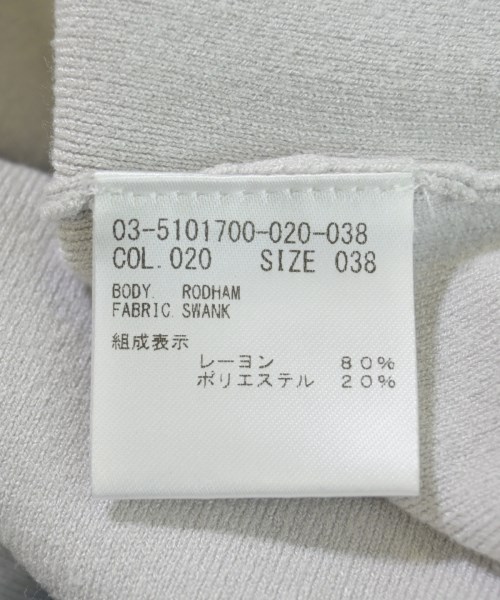 03-5101700-020-038
COL. 020 SIZE 038
BODY. RODHAM
FABRIC. SWANK
組成表示
レーヨン 80%
ポリエステル 20%